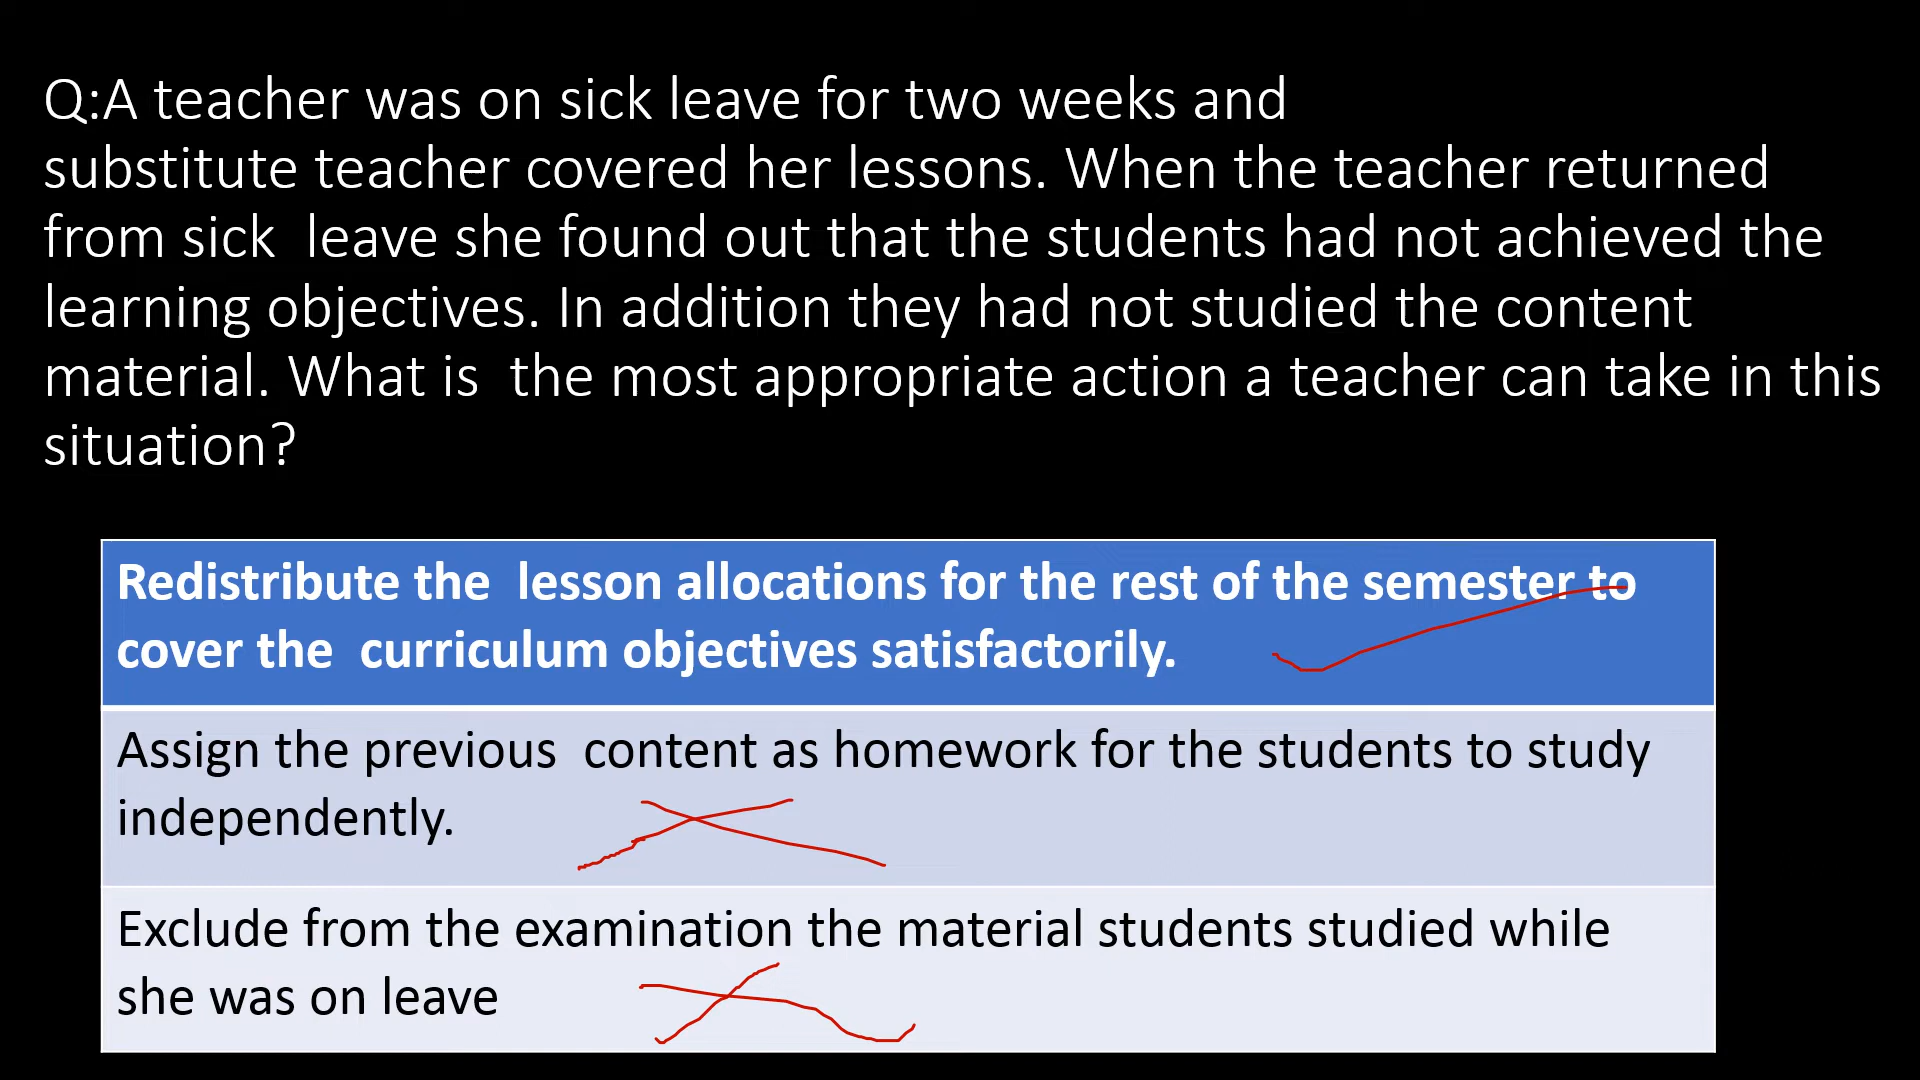 Q:A teacher was on sick leave for two weeks and
substitute teacher covered her lessons. When the teacher returned
from sick  leave she found out that the students had not achieved the
learning objectives. In addition they had not studied the content
material. What is  the most appropriate action a teacher can take in this
situation?
Redistribute the  lesson allocations for the rest of the semester to
cover the  curriculum objectives satisfactorily.
Assign the previous  content as homework for the students to study
independently.
Exclude from the examination the material students studied while
she was on leave